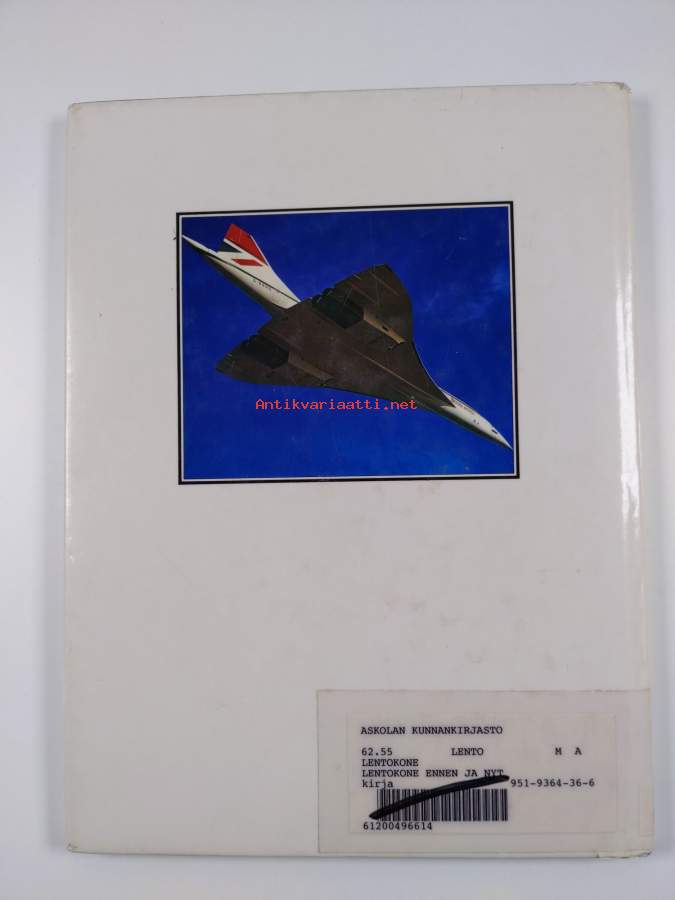 Antikvariaatti.net
ASKOLAN KUNNANKIRJASTO
62.55 LENTO M A
LENTOKONE
LENTOKONE ENNEN JA NYT
kirja 951-9364-36-6
61200496614